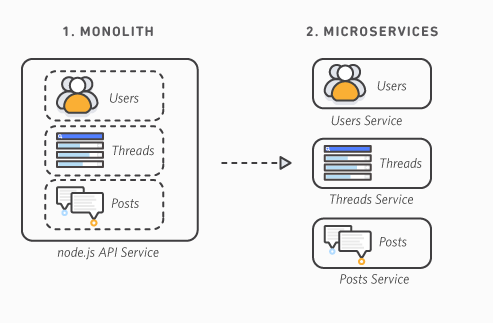 1. MONOLITH
Users
Threads
Posts
node.js API Service
2. MICROSERVICES
Users
Users Service
Threads
Threads Service
Posts
Posts Service